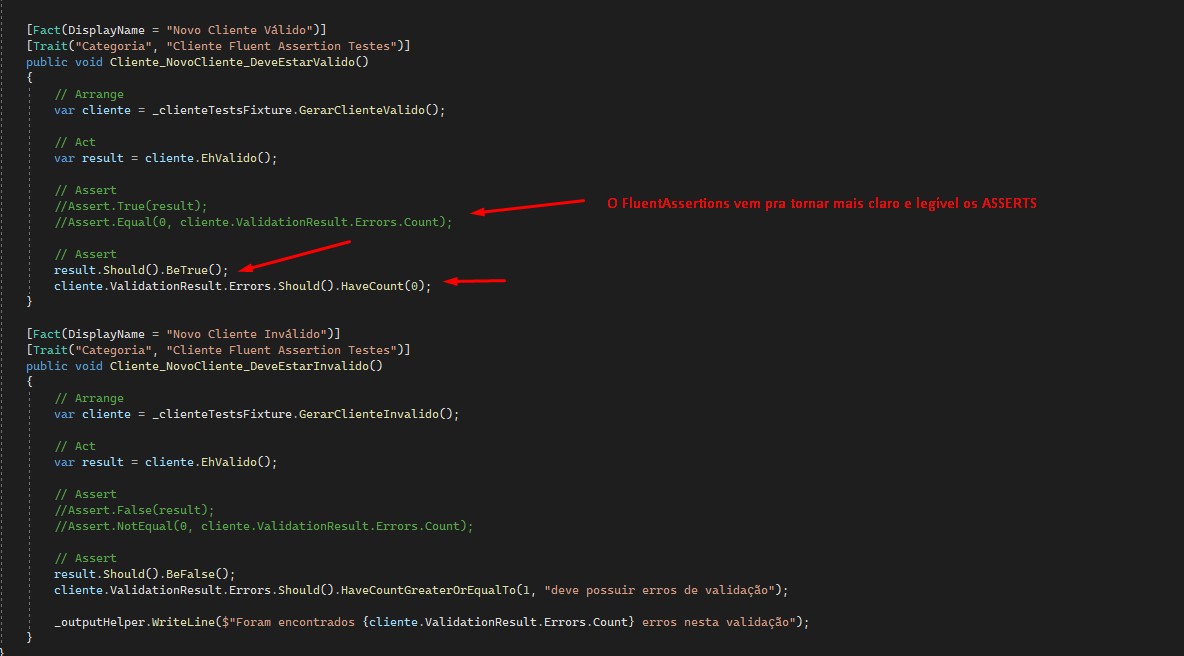 [Fact(DisplayName = "Novo Cliente Válido")]
[Trait("Categoria", "Cliente Fluent Assertion Testes")]
public void Cliente_NovoCliente_DeveEstarValido()
{
// Arrange
var cliente = _clienteTestsFixture.GerarClienteValido();
// Act
var result = cliente.EhValido();
// Assert
//Assert.True(result);
O FluentAssertions vem pra tornar mais claro e legível os ASSERTS
//Assert.Equal(0, cliente.ValidationResult.Errors.Count);
// Assert
result.Should().BeTrue();
cliente.ValidationResult.Errors.Should().HaveCount(0);
}
[Fact(DisplayName = "Novo Cliente Inválido")]
[Trait("Categoria", "Cliente Fluent Assertion Testes")]
public void Cliente_NovoCliente_DeveEstarInvalido()
{
// Arrange
var cliente = _clienteTestsFixture.GerarClienteInvalido();
// Act
var result = cliente.EhValido();
// Assert
//Assert.False(result);
//Assert.NotEqual(0, cliente.ValidationResult.Errors.Count);
// Assert
result.Should().BeFalse();
cliente.ValidationResult.Errors.Should().HaveCountGreaterOrEqualTo(1, "deve possuir erros de validação");
_outputHelper.WriteLine($"Foram encontrados {cliente.ValidationResult.Errors.Count} erros nesta validação");
}
}